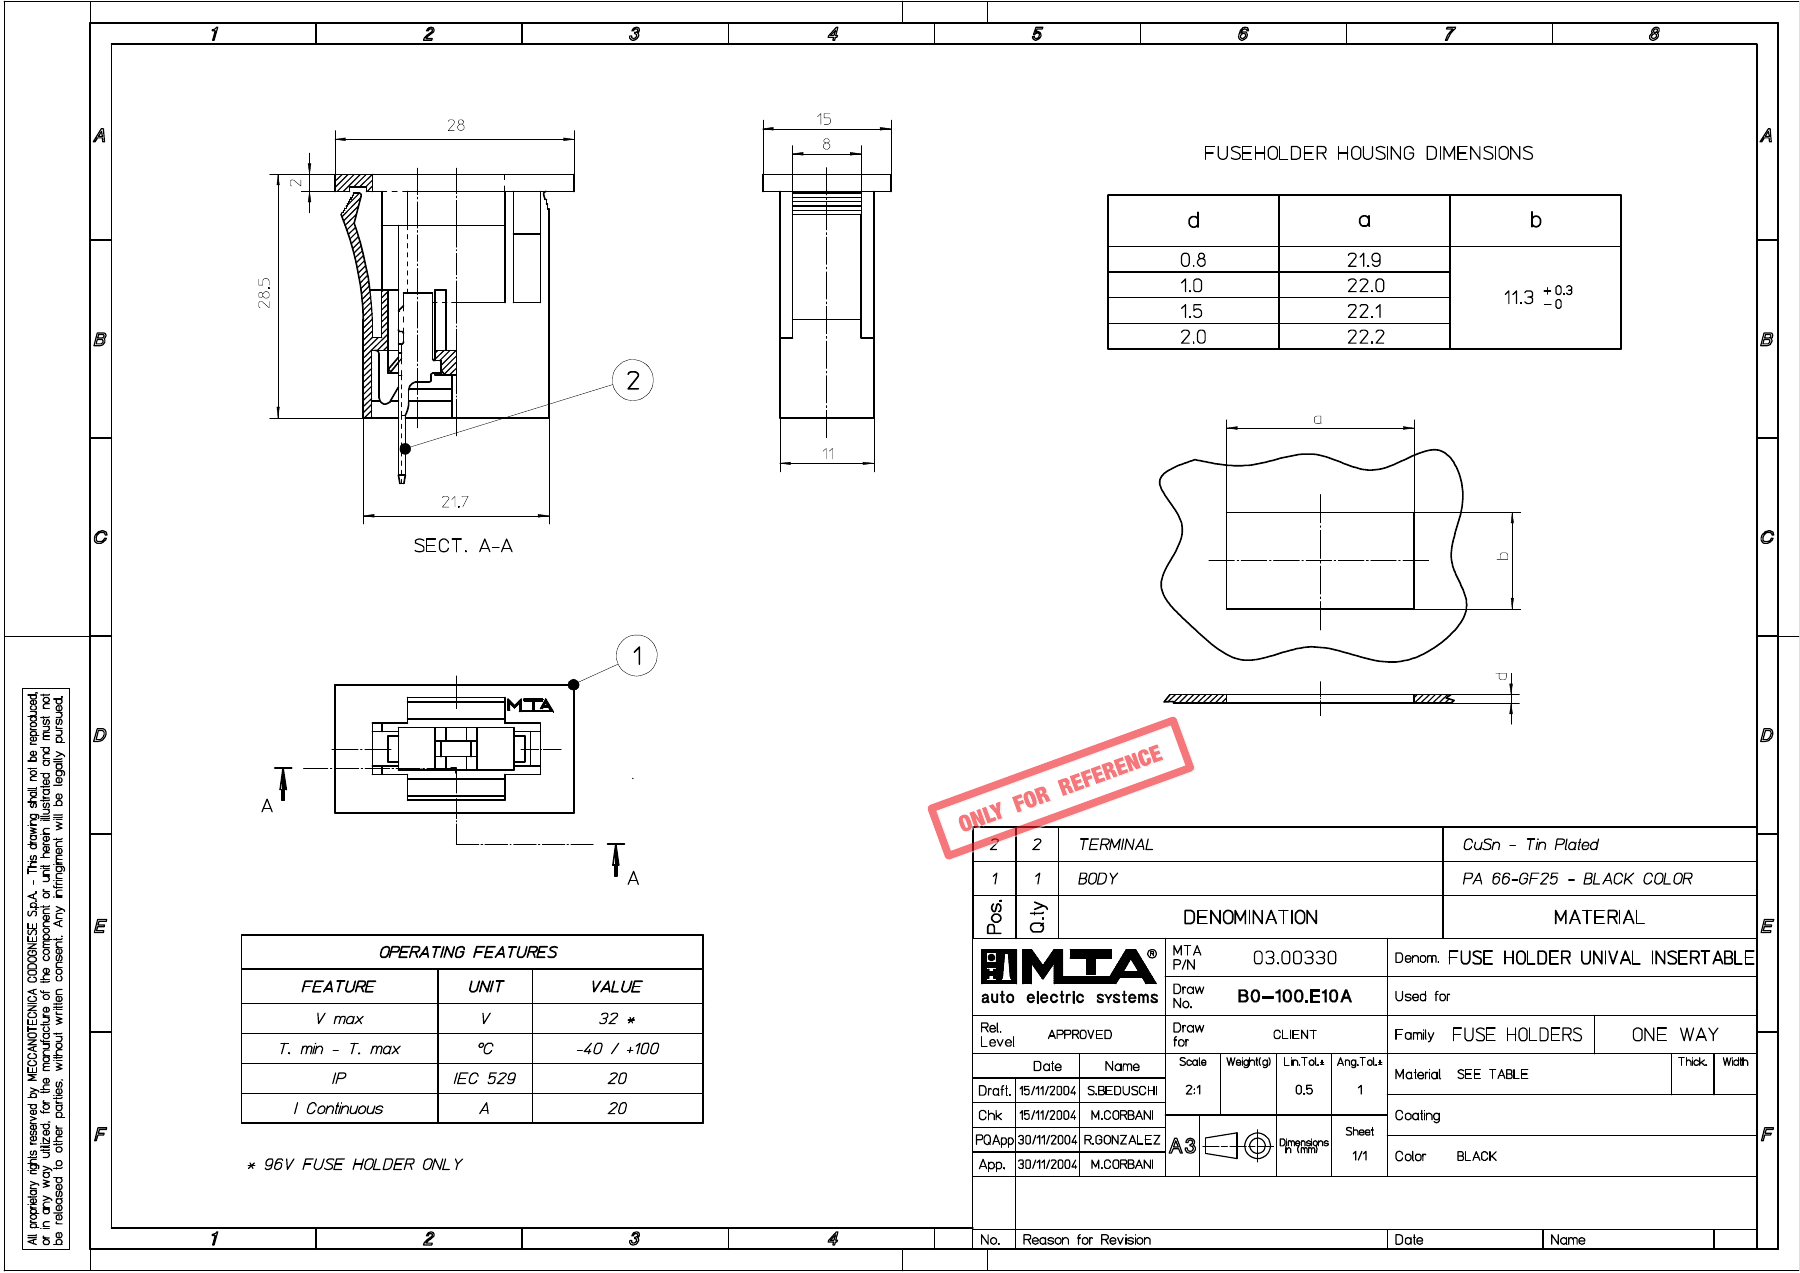 1 2 3 4 5 6 7 8
A A
B B
C C
D D
E E
F F
1 2 3 4
28
2
28.5
21.7
SECT. A-A
2
15
8
11
FUSEHOLDER HOUSING DIMENSIONS
d a b
0.8 21.9
1.0 22.0
1.5 22.1
2.0 22.2
11.3 +0.3 -0
a
b
d
1
MTA
A
A
ONLY FOR REFERENCE
OPERATING FEATURES
FEATURE UNIT VALUE
V max V 32 *
T. min - T. max °C -40 / +100
IP IEC 529 20
I Continuous A 20
* 96V FUSE HOLDER ONLY
2 2 TERMINAL CuSn - Tin Plated
1 1 BODY PA 66-GF25 - BLACK COLOR
Pos. Q.ty DENOMINATION MATERIAL
MTA®
auto electric systems
MTA P/N 03.00330
Denom. FUSE HOLDER UNIVAL INSERTABLE
Draw No. B0-100.E10A
Used for
Rel. Level APPROVED
Draw for CLIENT
Family FUSE HOLDERS ONE WAY
Date Name
Scale Weight(g) Lin.Tol.± Ang.Tol.±
2:1 0.5 1
Material SEE TABLE
Thick. Width
Draft. 15/11/2004 S.BEDUSCHI
Chk 15/11/2004 M.CORBANI
PQApp 30/11/2004 R.GONZALEZ
App. 30/11/2004 M.CORBANI
Coating
A3
Dimensions in (mm)
Sheet
1/1
Color BLACK
No. Reason for Revision Date Name
All proprietary rights reserved by MECCANOTECNICA CODOGNESE S.p.A. - This drawing shall not be reproduced,
or in any way utilized, for the manufacture of the component or unit herein illustrated and must not
be released to other parties, without written consent. Any infringiment will be legally pursued.